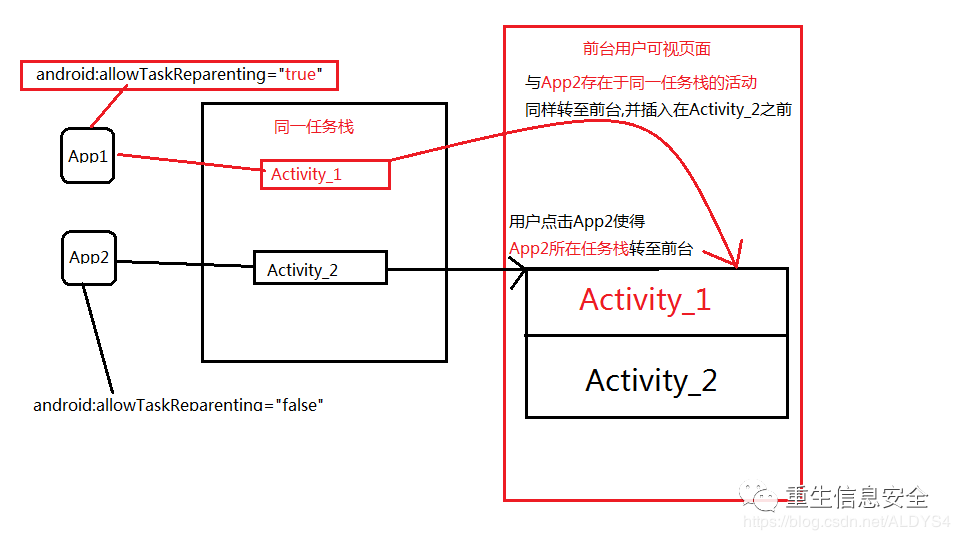 前台用户可视页面
android:allowTaskReparenting="true"
与App2存在于同一任务栈的活动
同样转至前台,并插入在Activity_2之前
同一任务栈
App1
Activity_1
用户点击App2使得
App2所在任务栈转至前台
App2
Activity_2
Activity_1
Activity_2
android:allowTaskReparenting="false"
重生信息安全
https://blog.csdn.net/ALDYS4